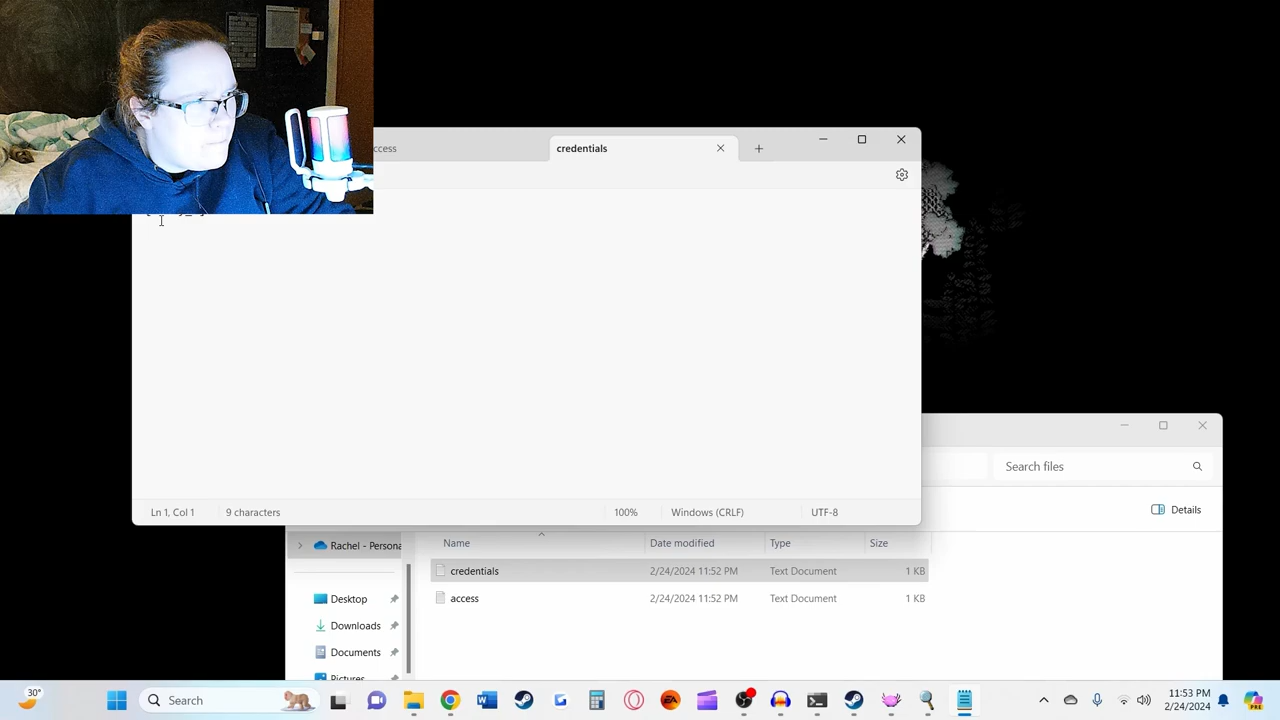 ccess
credentials
Ln 1, Col 1
9 characters
100%
Windows (CRLF)
UTF-8
Search files
Details
Rachel - Persona
Name
Date modified
Type
Size
credentials
2/24/2024 11:52 PM
Text Document
1 KB
access
2/24/2024 11:52 PM
Text Document
1 KB
Desktop
Downloads
Documents
Pictures
30°
Search
11:53 PM
2/24/2024